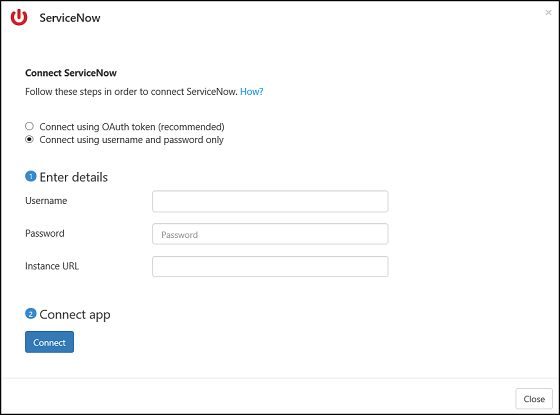 ServiceNow
×
Connect ServiceNow
Follow these steps in order to connect ServiceNow. How?
Connect using OAuth token (recommended)
Connect using username and password only
1 Enter details
Username
Password Password
Instance URL
2 Connect app
Connect
Close